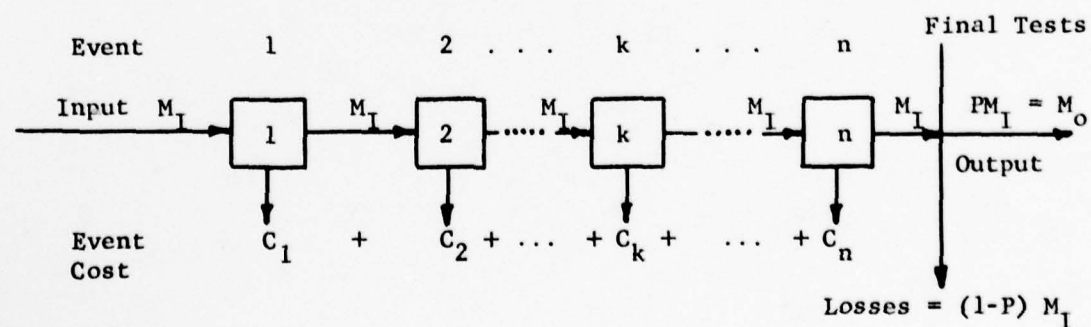 Final Tests
Event 1 2 . . . k . . . n
Input M_I M_I M_I M_I M_I PM_I = M_o
1 2 ..... k ..... n
Output
Event Cost C_1 + C_2 + ... + C_k + ... + C_n
Losses = (1-P) M_I